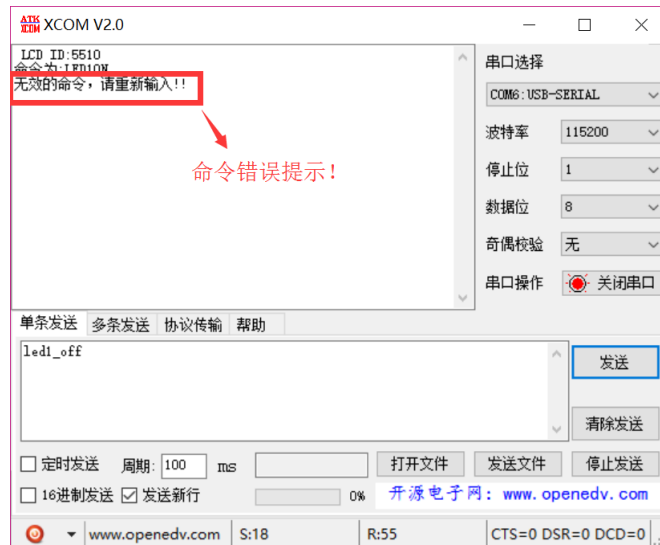 ATK
XCOM XCOM V2.0
LCD ID:5510
命令为:LED1ON
无效的命令，请重新输入!!
命令错误提示！
串口选择
COM6:USB-SERIAL
波特率 115200
停止位 1
数据位 8
奇偶校验 无
串口操作 关闭串口
单条发送 多条发送 协议传输 帮助
led1_off
发送
清除发送
定时发送 周期: 100 ms 打开文件 发送文件 停止发送
16进制发送 发送新行 0% 开源电子网：www.openedv.com
www.openedv.com S:18 R:55 CTS=0 DSR=0 DCD=0